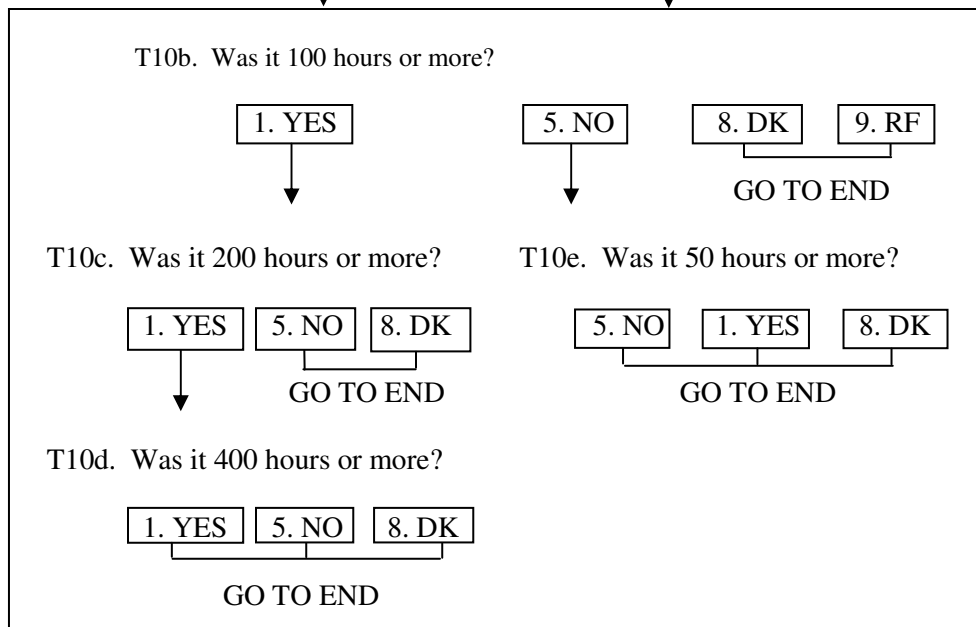 T10b. Was it 100 hours or more?
1. YES 5. NO 8. DK 9. RF
GO TO END
T10c. Was it 200 hours or more? T10e. Was it 50 hours or more?
1. YES 5. NO 8. DK 5. NO 1. YES 8. DK
GO TO END GO TO END
T10d. Was it 400 hours or more?
1. YES 5. NO 8. DK
GO TO END